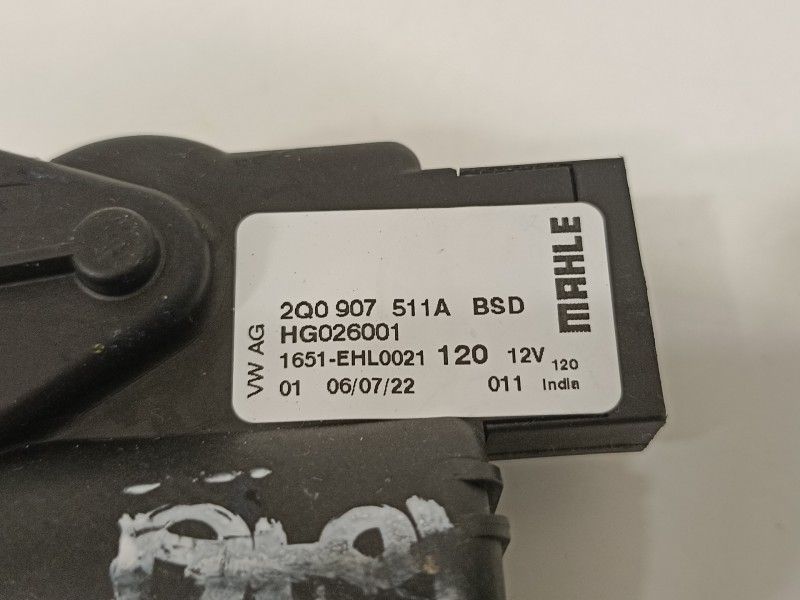 2Q0 907 511A BSD
HG026001
1651-EHL0021 120 12V 120
01 06/07/22 011 India
VW AG
MAHLE